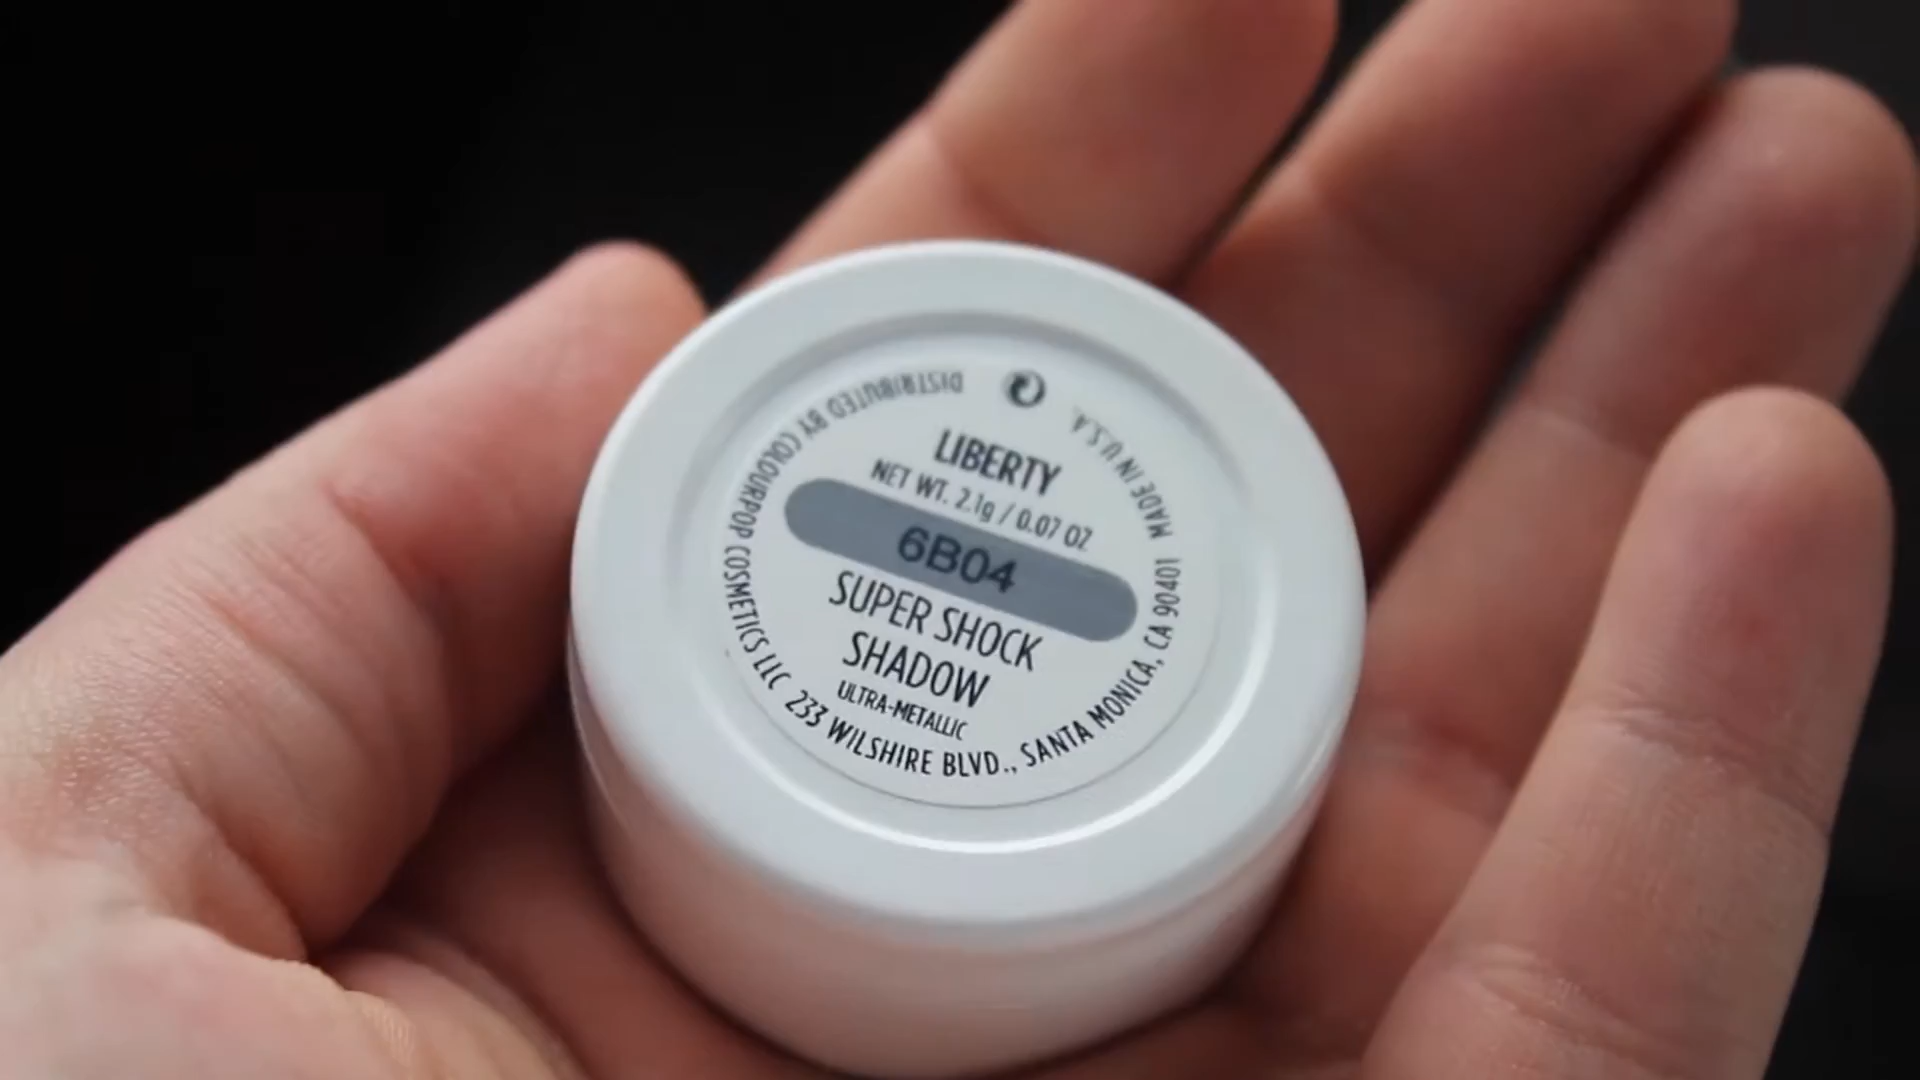 LIBERTY
NET WT. 2.1g / 0.07 OZ
6B04
SUPER SHOCK
SHADOW
ULTRA-METALLIC
DISTRIBUTED BY COLOURPOP COSMETICS LLC 233 WILSHIRE BLVD., SANTA MONICA, CA 90401 MADE IN U.S.A.